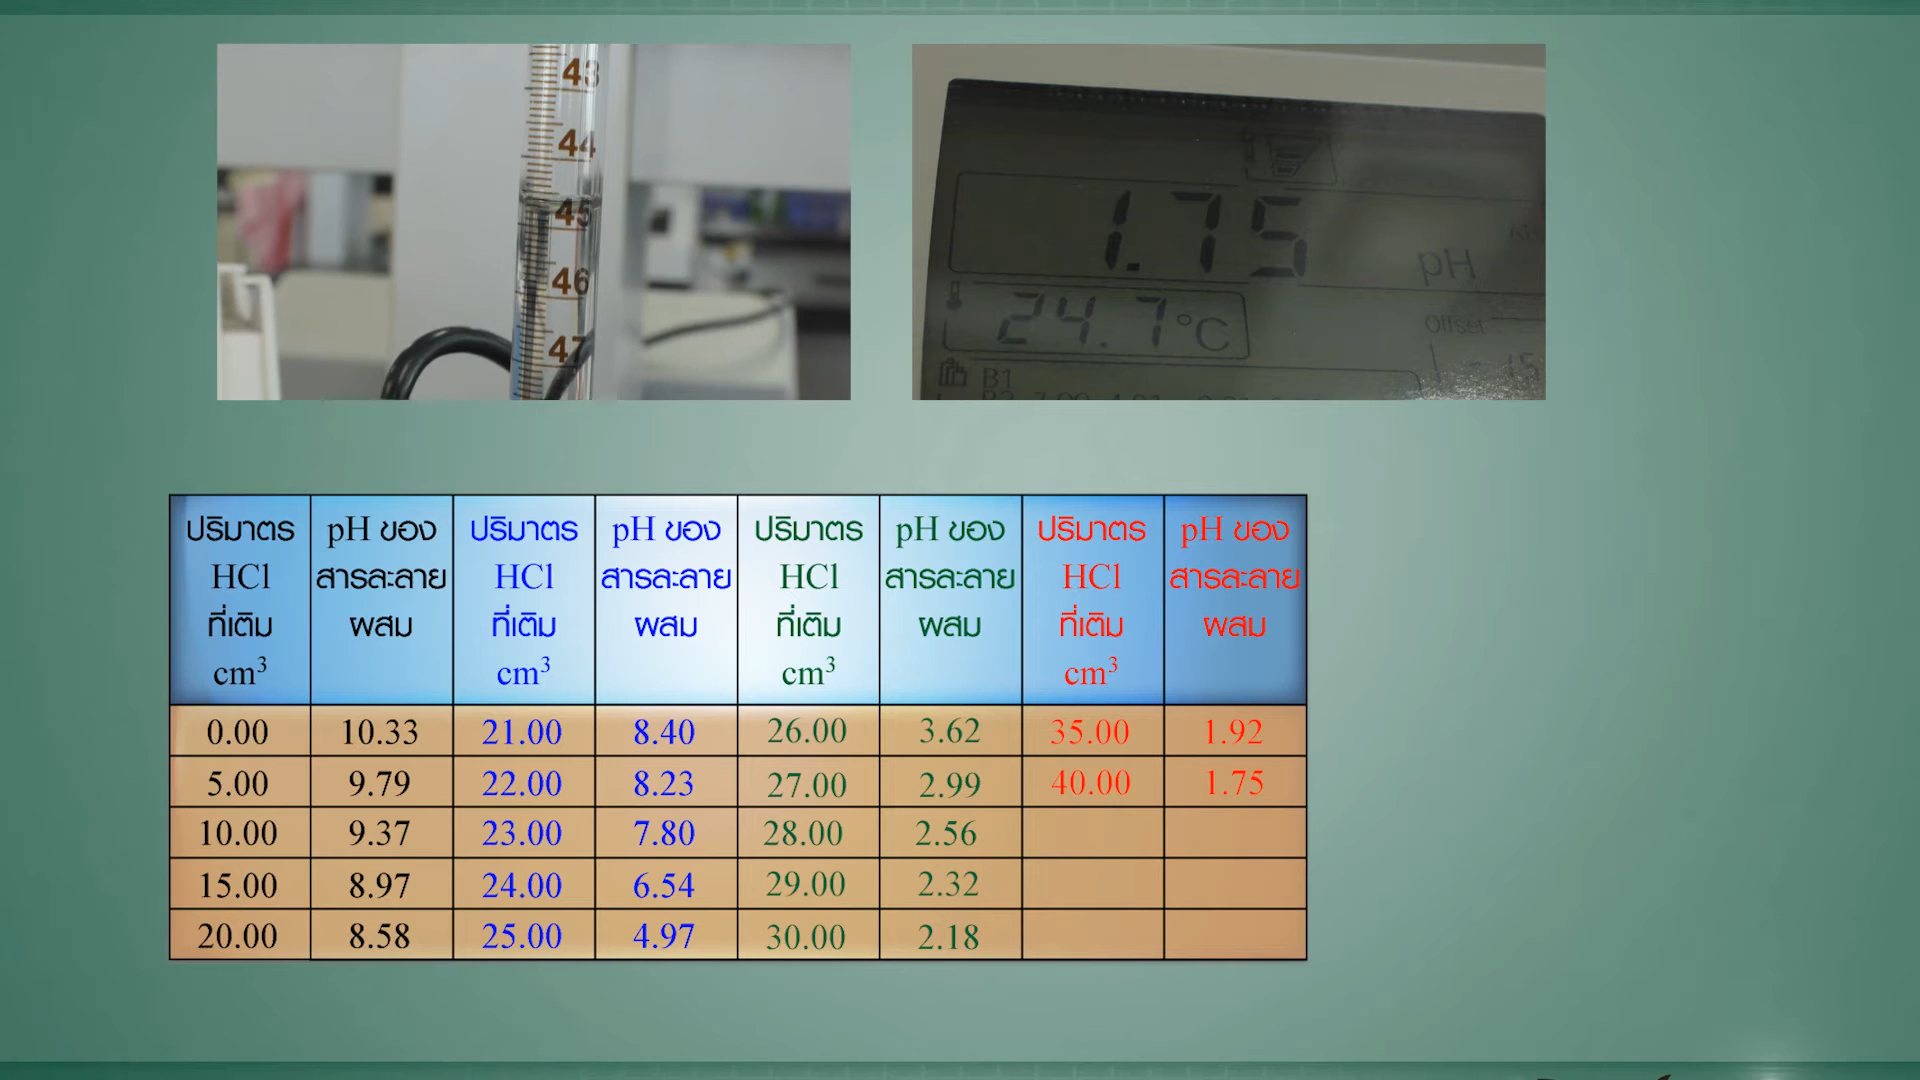 43
44
45
46
47
1.75
pH
24.7°C
Offset
B1
ปริมาตร HCl ที่เติม cm³ pH ของ สารละลาย ผสม ปริมาตร HCl ที่เติม cm³ pH ของ สารละลาย ผสม ปริมาตร HCl ที่เติม cm³ pH ของ สารละลาย ผสม ปริมาตร HCl ที่เติม cm³ pH ของ สารละลาย ผสม
0.00 10.33 21.00 8.40 26.00 3.62 35.00 1.92
5.00 9.79 22.00 8.23 27.00 2.99 40.00 1.75
10.00 9.37 23.00 7.80 28.00 2.56
15.00 8.97 24.00 6.54 29.00 2.32
20.00 8.58 25.00 4.97 30.00 2.18